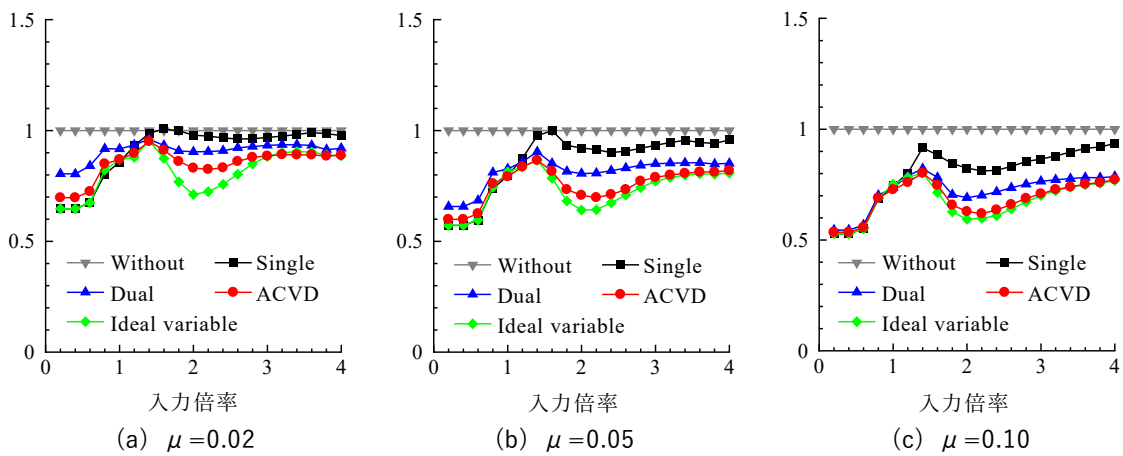 1.5
1
0.5
0
Without
Single
Dual
ACVD
Ideal variable
0 1 2 3 4
入力倍率
(a) μ=0.02
1.5
1
0.5
0
Without
Single
Dual
ACVD
Ideal variable
0 1 2 3 4
入力倍率
(b) μ=0.05
1.5
1
0.5
0
Without
Single
Dual
ACVD
Ideal variable
0 1 2 3 4
入力倍率
(c) μ=0.10